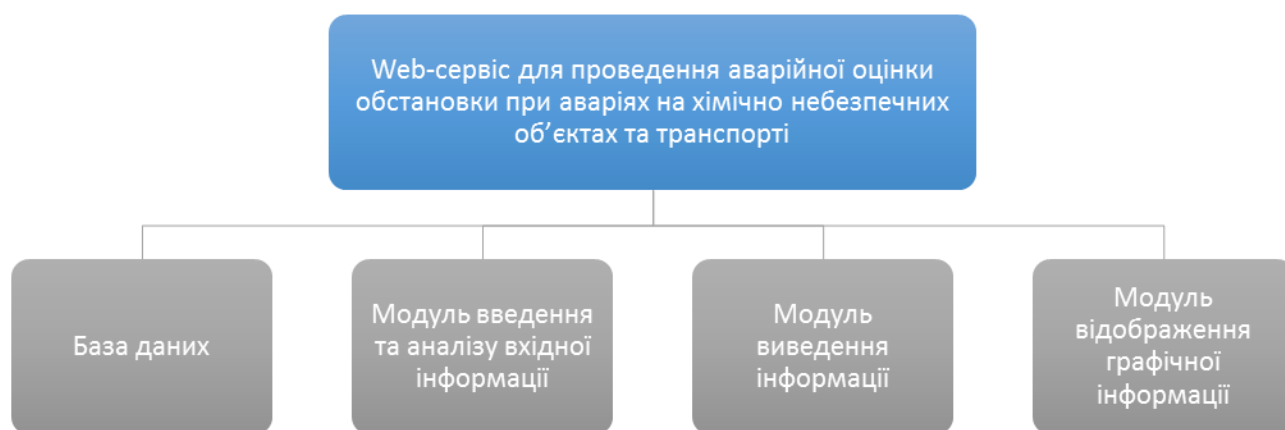 Web-сервіс для проведення аварійної оцінки
обстановки при аваріях на хімічно небезпечних
об’єктах та транспорті
База даних
Модуль введення
та аналізу вхідної
інформації
Модуль
виведення
інформації
Модуль
відображення
графічної
інформації